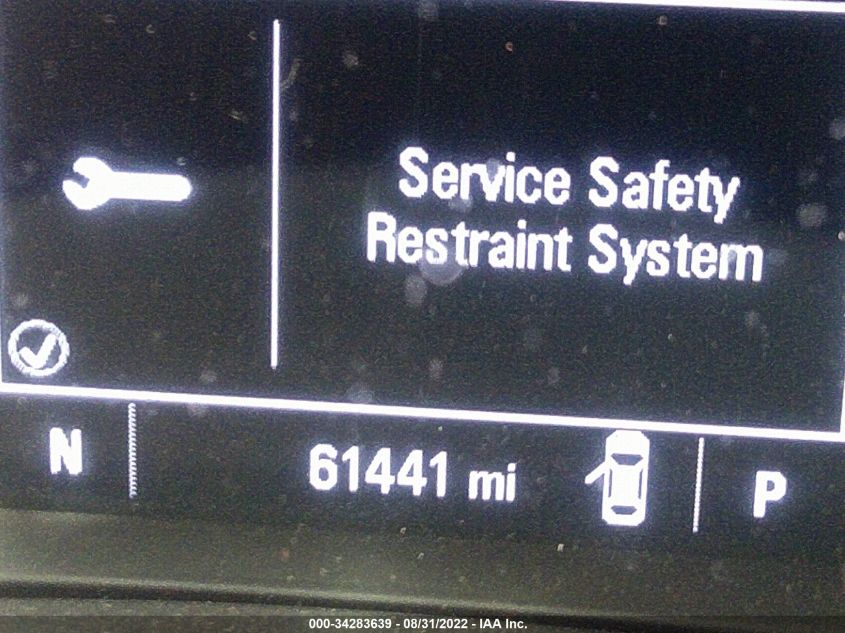 Service Safety
Restraint System
N
61441 mi
P
000-34283639 - 08/31/2022 - IAA Inc.